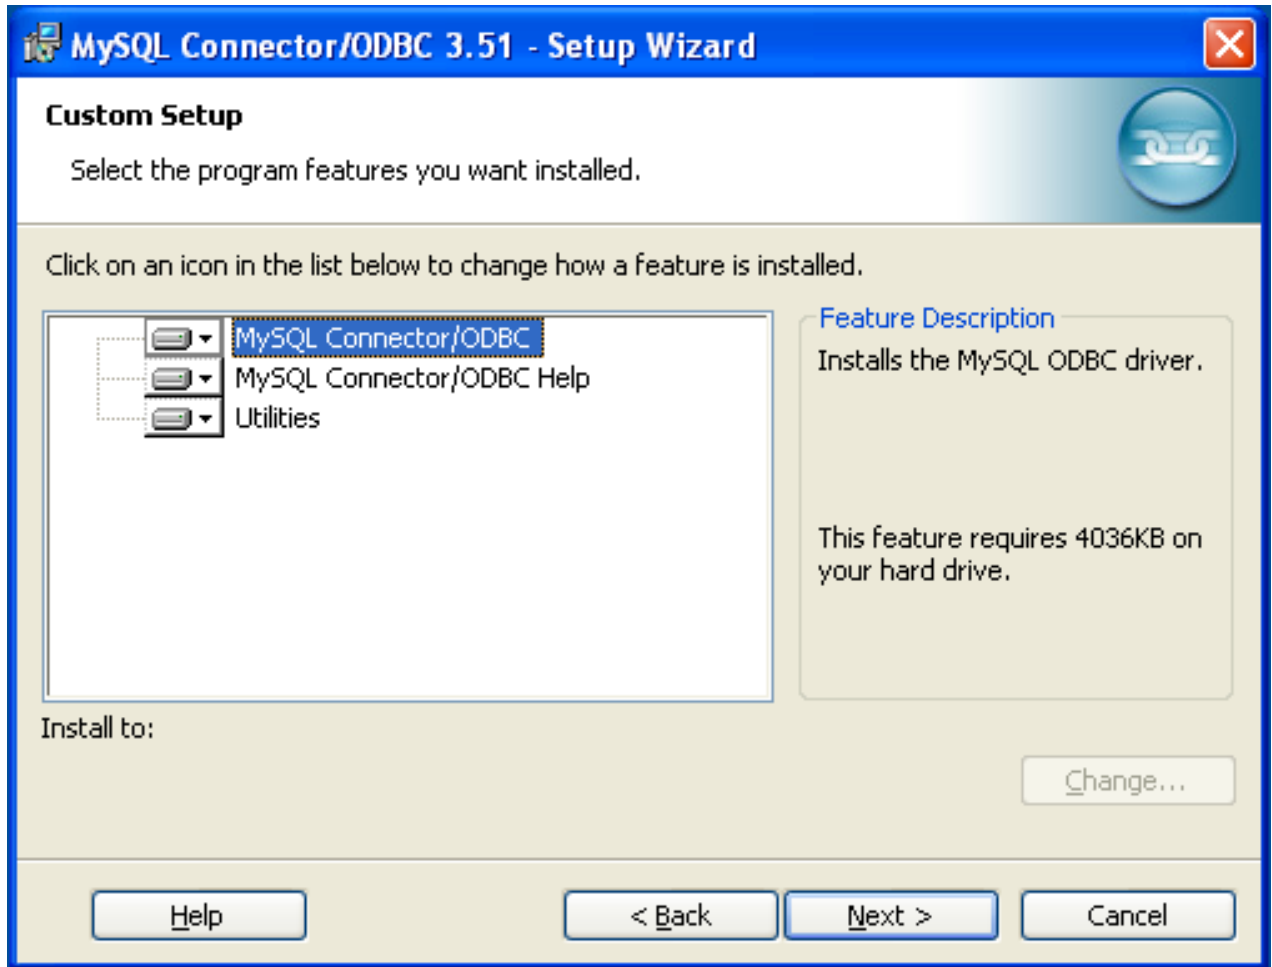 MySQL Connector/ODBC 3.51 - Setup Wizard
Custom Setup
Select the program features you want installed.
Click on an icon in the list below to change how a feature is installed.
MySQL Connector/ODBC
MySQL Connector/ODBC Help
Utilities
Feature Description
Installs the MySQL ODBC driver.
This feature requires 4036KB on
your hard drive.
Install to:
Change...
Help
< Back
Next >
Cancel